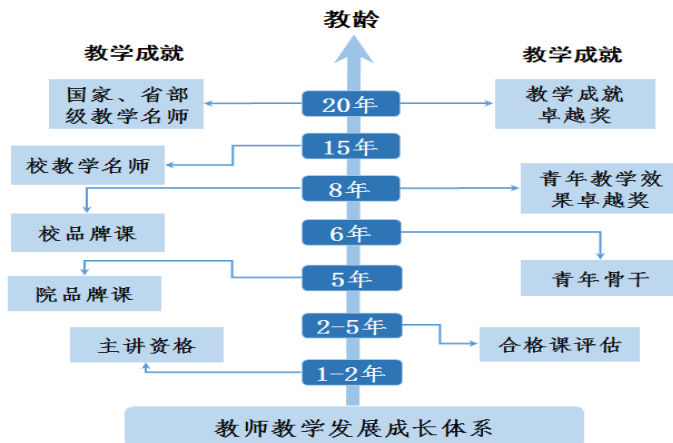 教龄
教学成就
教学成就
国家、省部
级教学名师
20年
教学成就
卓越奖
15年
校教学名师
8年
青年教学效
果卓越奖
校品牌课
6年
5年
青年骨干
院品牌课
2-5年
主讲资格
合格课评估
1-2年
教师教学发展成长体系